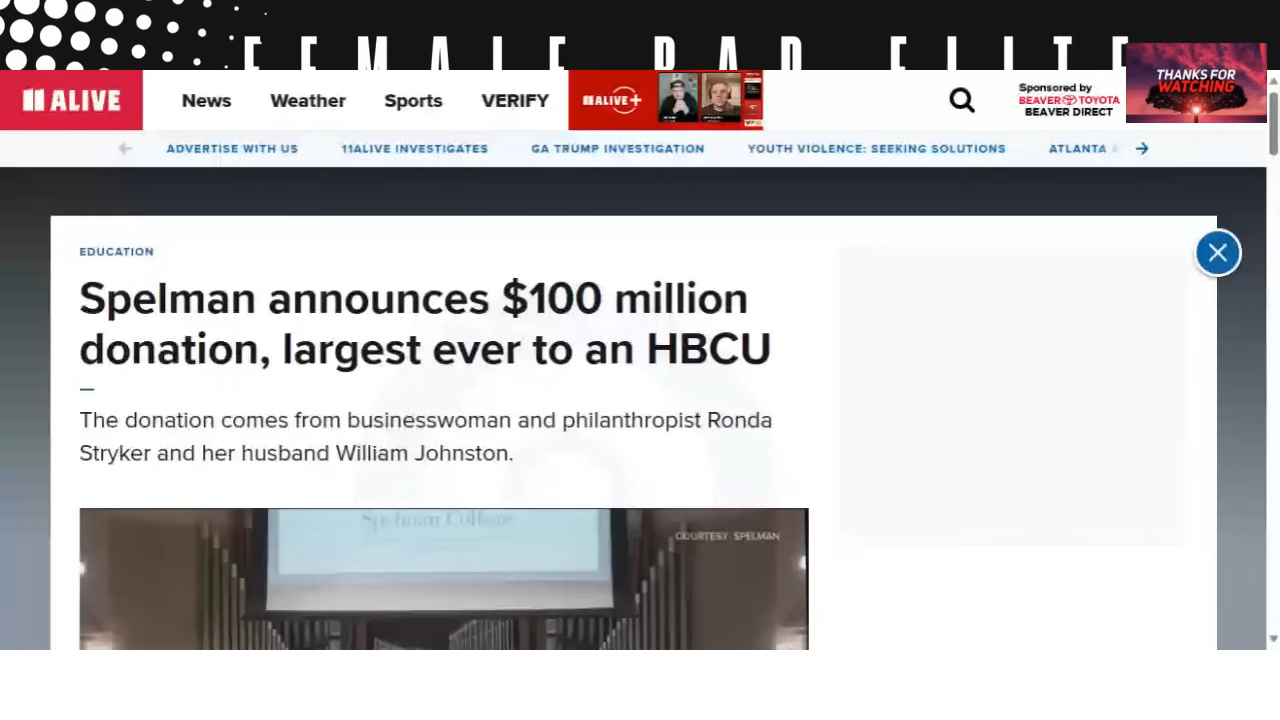 FEMALE RAP ELITE
THANKS FOR
WATCHING
11 ALIVE
News
Weather
Sports
VERIFY
11ALIVE+
Sponsored by
BEAVER TOYOTA
BEAVER DIRECT
ADVERTISE WITH US
11ALIVE INVESTIGATES
GA TRUMP INVESTIGATION
YOUTH VIOLENCE: SEEKING SOLUTIONS
ATLANTA
EDUCATION
Spelman announces $100 million
donation, largest ever to an HBCU
The donation comes from businesswoman and philanthropist Ronda
Stryker and her husband William Johnston.
Spelman College
COURTESY: SPELMAN